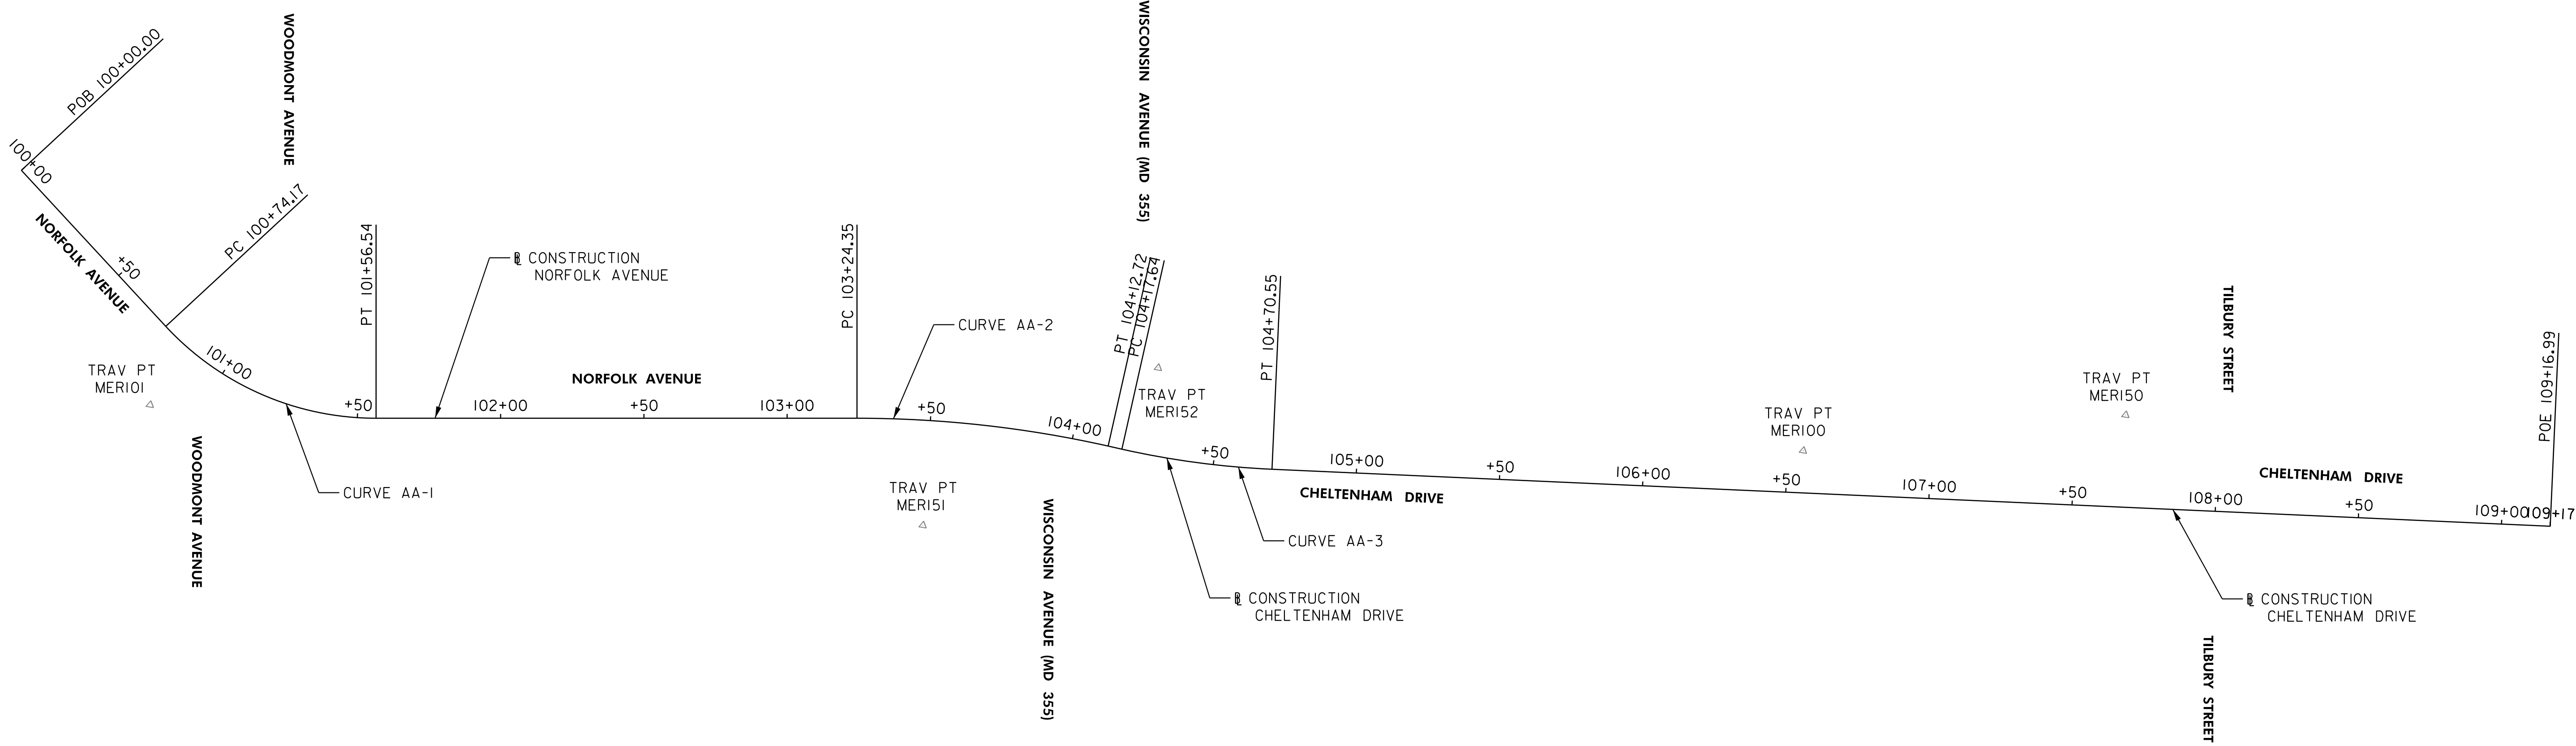 POB 100+00.00
WOODMONT AVENUE
100+00
NORFOLK AVENUE
+50
PC 100+74.17
101+00
TRAV PT
MER101
WOODMONT AVENUE
CURVE AA-1
+50
PT 101+56.54
℄ CONSTRUCTION
NORFOLK AVENUE
102+00
NORFOLK AVENUE
+50
103+00
PC 103+24.35
CURVE AA-2
+50
TRAV PT
MER151
104+00
WISCONSIN AVENUE (MD 355)
WISCONSIN AVENUE (MD 355)
PT 104+12.72
PC 104+17.64
TRAV PT
MER152
+50
PT 104+70.55
CURVE AA-3
CHELTENHAM DRIVE
℄ CONSTRUCTION
CHELTENHAM DRIVE
105+00
+50
106+00
TRAV PT
MER100
+50
107+00
+50
TRAV PT
MER150
TILBURY STREET
108+00
CHELTENHAM DRIVE
+50
109+00
109+17
POE 109+16.99
℄ CONSTRUCTION
CHELTENHAM DRIVE
TILBURY STREET